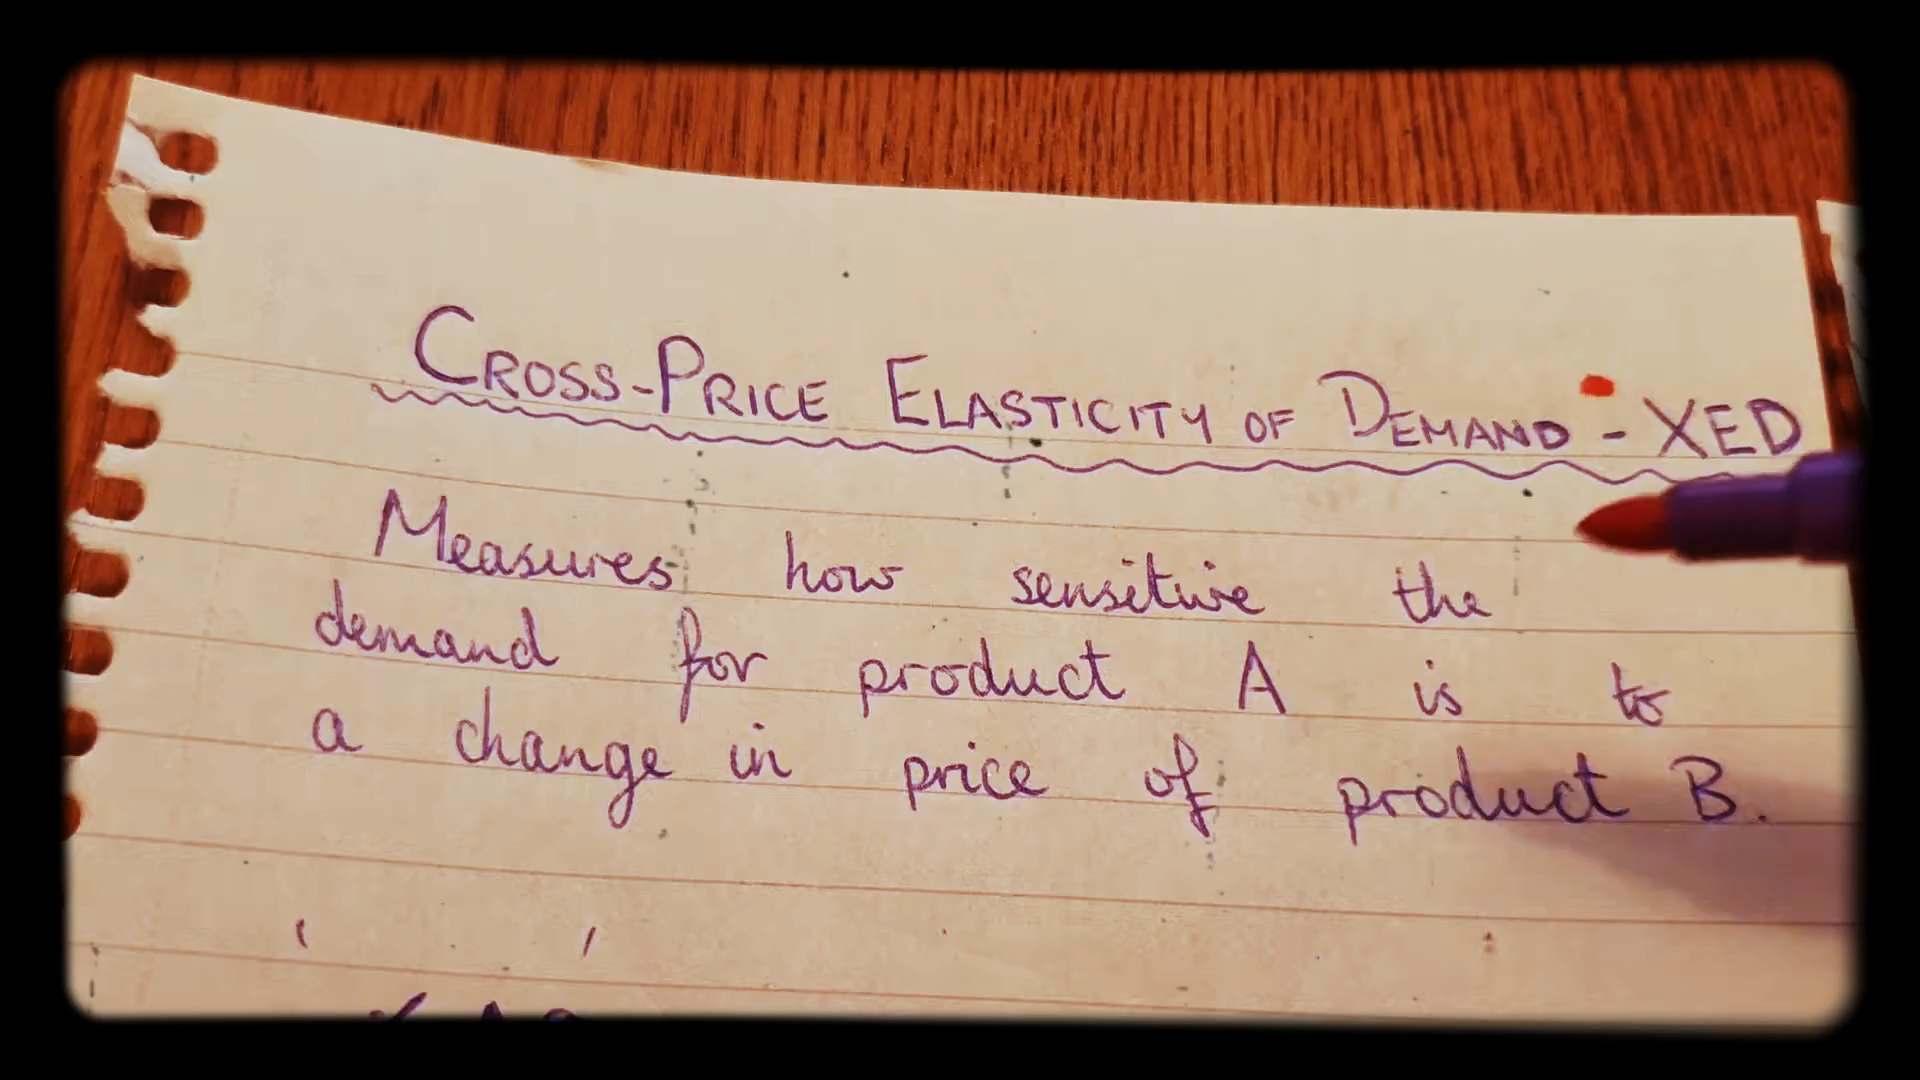 CROSS-PRICE ELASTICITY OF DEMAND - XED
Measures how sensitive the
demand for product A is to
a change in price of product B.